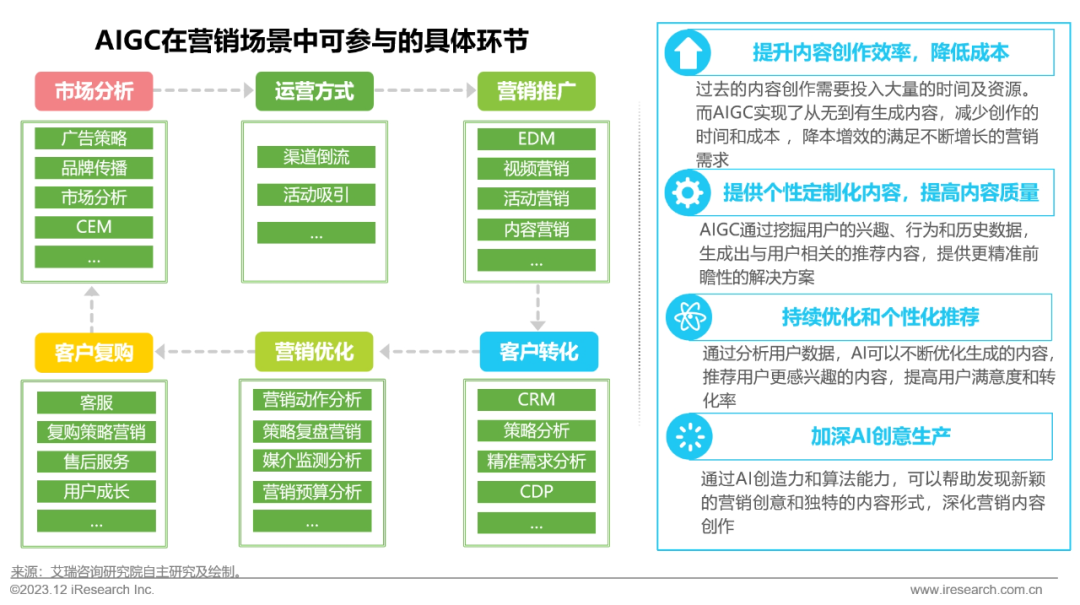 AIGC在营销场景中可参与的具体环节
市场分析
运营方式
营销推广
广告策略
品牌传播
市场分析
CEM
...
渠道倒流
活动吸引
...
EDM
视频营销
活动营销
内容营销
...
客户复购
营销优化
客户转化
客服
复购策略营销
售后服务
用户成长
...
营销动作分析
策略复盘营销
媒介监测分析
营销预算分析
...
CRM
策略分析
精准需求分析
CDP
...
提升内容创作效率，降低成本
过去的内容创作需要投入大量的时间及资源。
而AIGC实现了从无到有生成内容，减少创作的
时间和成本 ，降本增效的满足不断增长的营销
需求
提供个性定制化内容，提高内容质量
AIGC通过挖掘用户的兴趣、行为和历史数据，
生成出与用户相关的推荐内容，提供更精准前
瞻性的解决方案
持续优化和个性化推荐
通过分析用户数据，AI可以不断优化生成的内容，
推荐用户更感兴趣的内容，提高用户满意度和转
化率
加深AI创意生产
通过AI创造力和算法能力，可以帮助发现新颖
的营销创意和独特的内容形式，深化营销内容
创作
来源：艾瑞咨询研究院自主研究及绘制。
©2023.12 iResearch Inc.
www.iresearch.com.cn